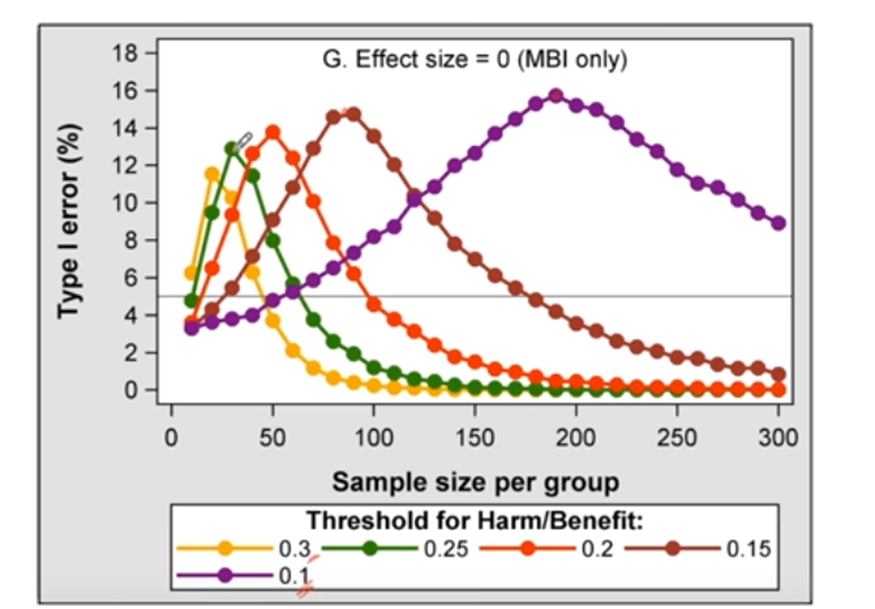 G. Effect size = 0 (MBI only)
Type I error (%)
18
16
14
12
10
8
6
4
2
0
0 50 100 150 200 250 300
Sample size per group
Threshold for Harm/Benefit:
0.3 0.25 0.2 0.15
0.1